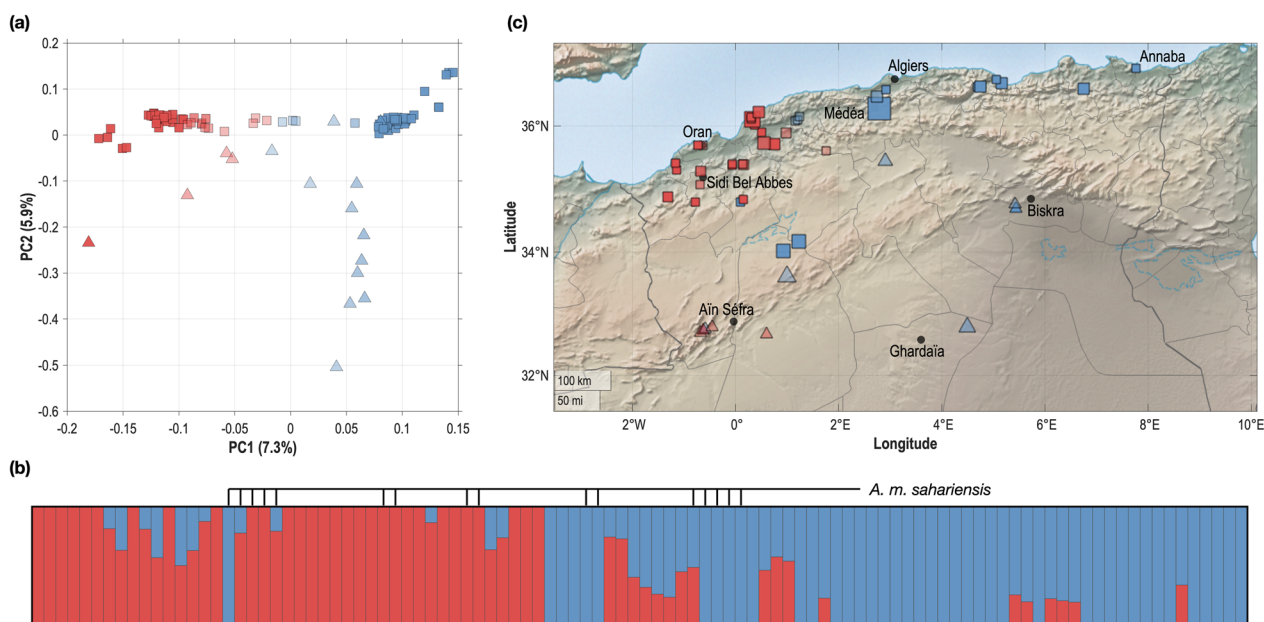 (a)
0.2
0.1
0
-0.1
-0.2
-0.3
-0.4
-0.5
-0.6
PC2 (5.9%)
-0.2 -0.15 -0.1 -0.05 0 0.05 0.1 0.15
PC1 (7.3%)
(c)
Annaba
Algiers
Médéa
Oran
Sidi Bel Abbes
Biskra
Aïn Séfra
Ghardaïa
36°N
34°N
32°N
Latitude
100 km
50 mi
2°W 0° 2°E 4°E 6°E 8°E 10°E
Longitude
(b)
A. m. sahariensis